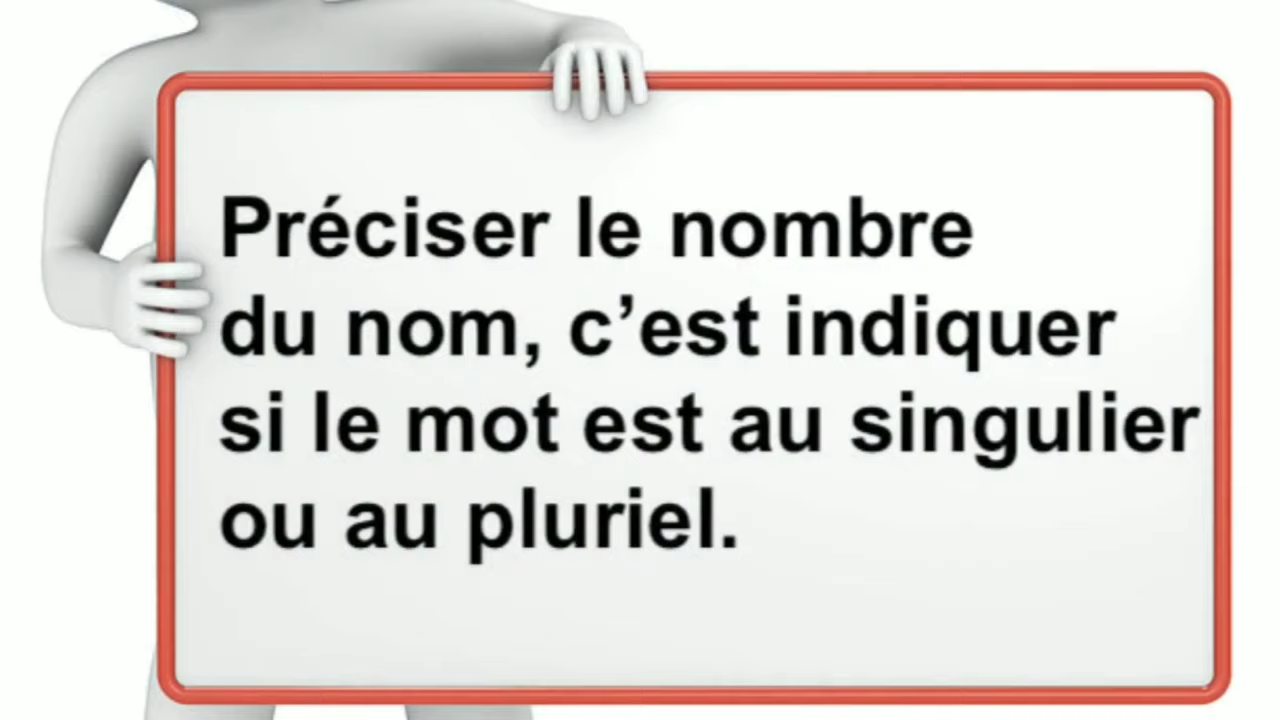 Préciser le nombre
du nom, c’est indiquer
si le mot est au singulier
ou au pluriel.